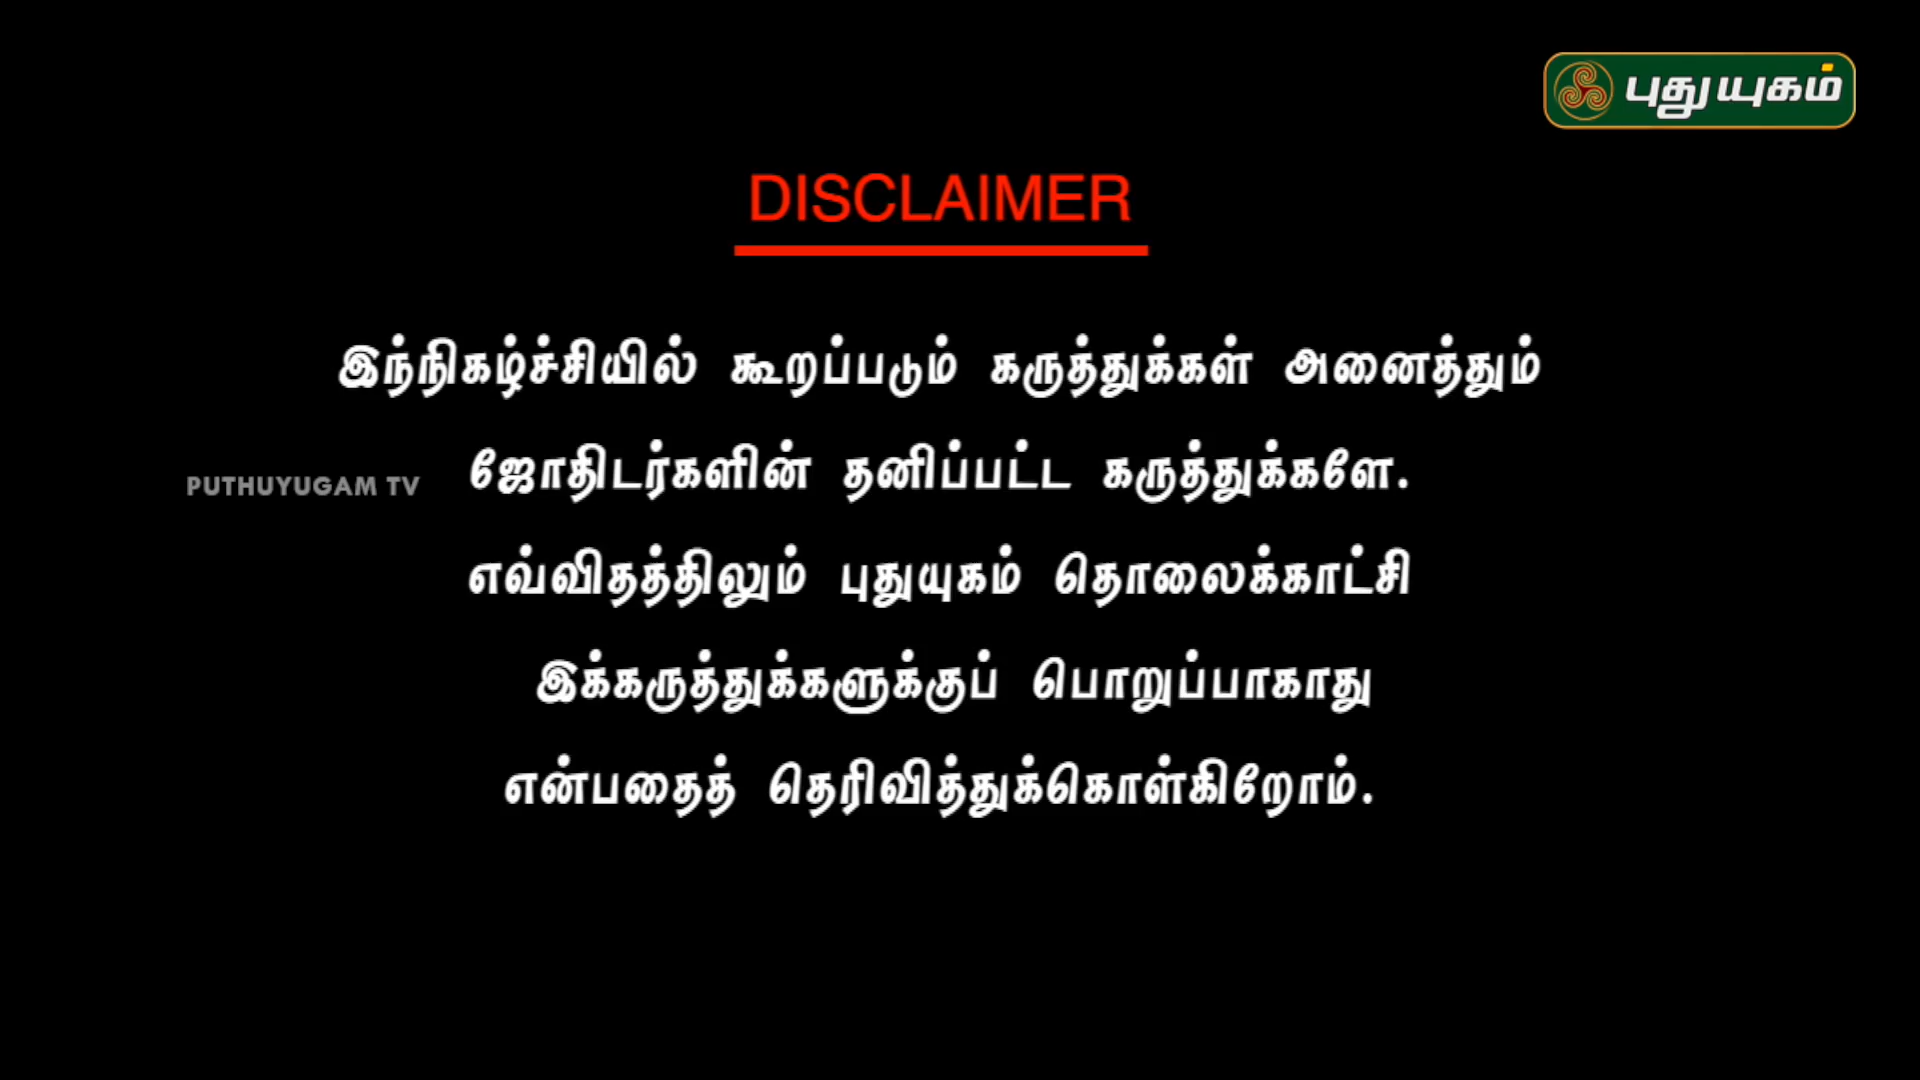 புதுயுகம்
DISCLAIMER
இந்நிகழ்ச்சியில் கூறப்படும் கருத்துக்கள் அனைத்தும்
ஜோதிடர்களின் தனிப்பட்ட கருத்துக்களே.
PUTHUYUGAM TV
எவ்விதத்திலும் புதுயுகம் தொலைக்காட்சி
இக்கருத்துக்களுக்குப் பொறுப்பாகாது
என்பதைத் தெரிவித்துக்கொள்கிறோம்.